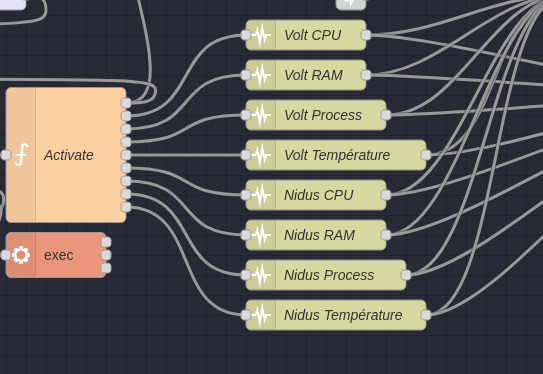 Volt CPU
Volt RAM
Volt Process
Activate
Volt Température
Nidus CPU
Nidus RAM
exec
Nidus Process
Nidus Température